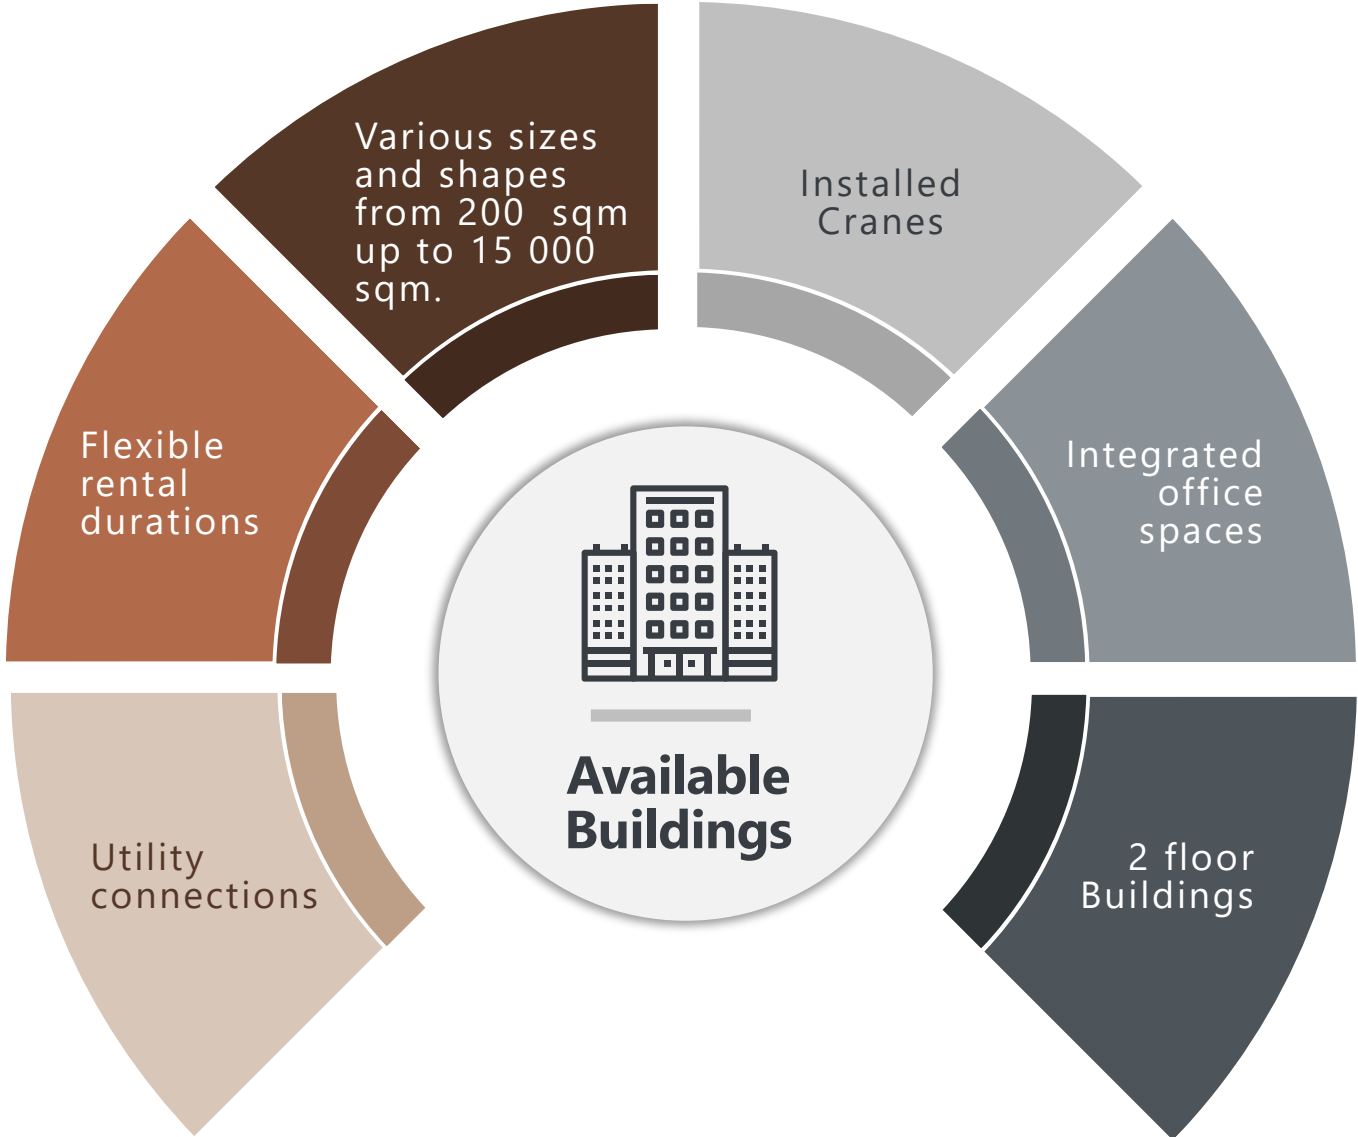 Various sizes
and shapes
from 200 sqm
up to 15 000
sqm.
Installed
Cranes
Flexible
rental
durations
Integrated
office
spaces
Available
Buildings
Utility
connections
2 floor
Buildings